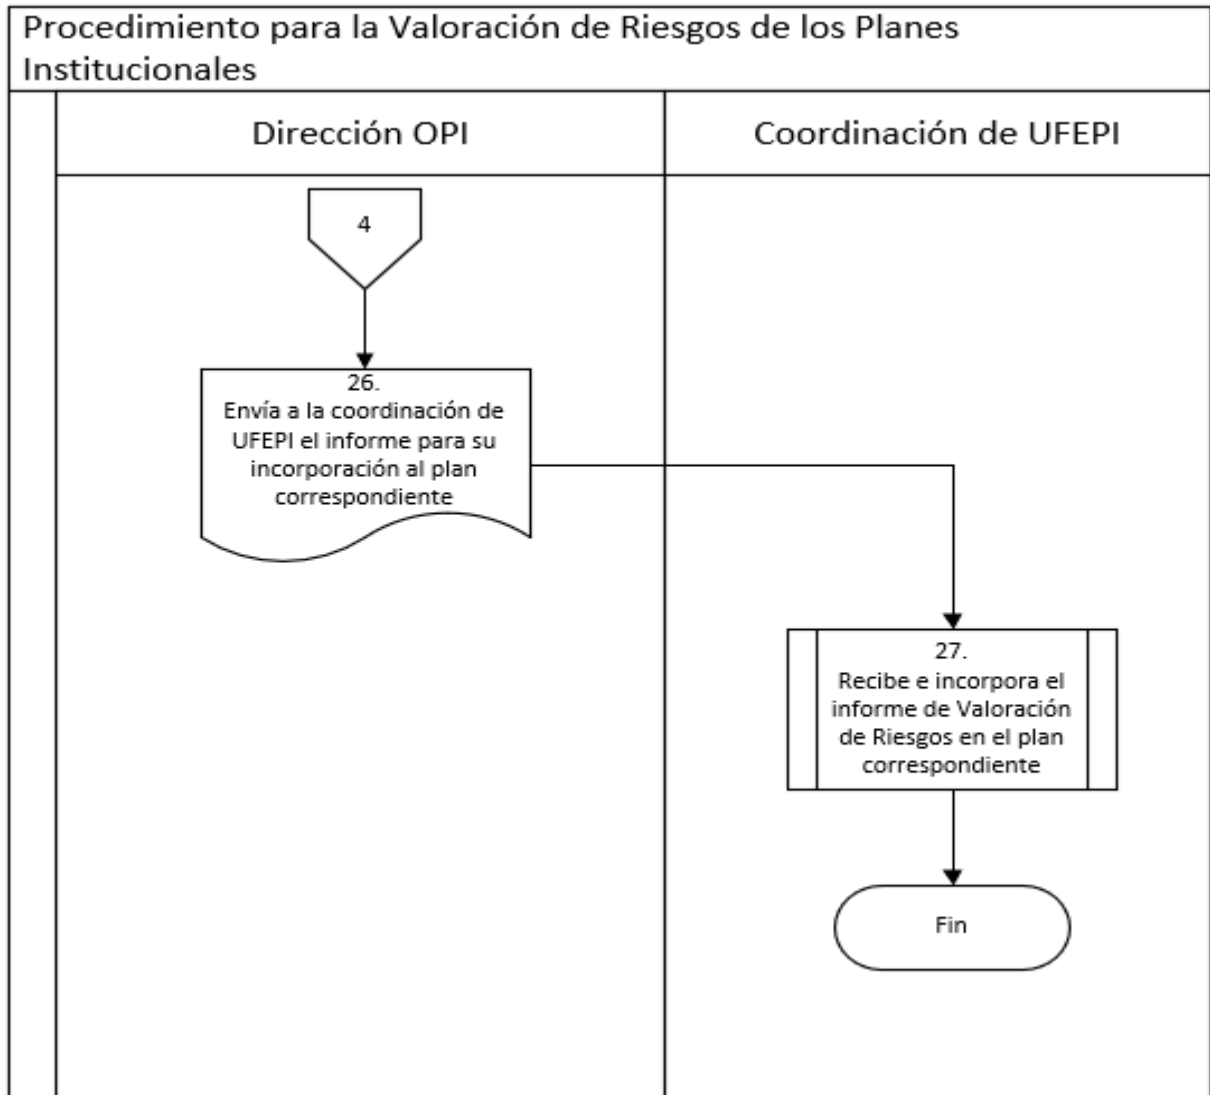 Procedimiento para la Valoración de Riesgos de los Planes
Institucionales
Dirección OPI
Coordinación de UFEPI
4
26.
Envía a la coordinación de
UFEPI el informe para su
incorporación al plan
correspondiente
27.
Recibe e incorpora el
informe de Valoración
de Riesgos en el plan
correspondiente
Fin